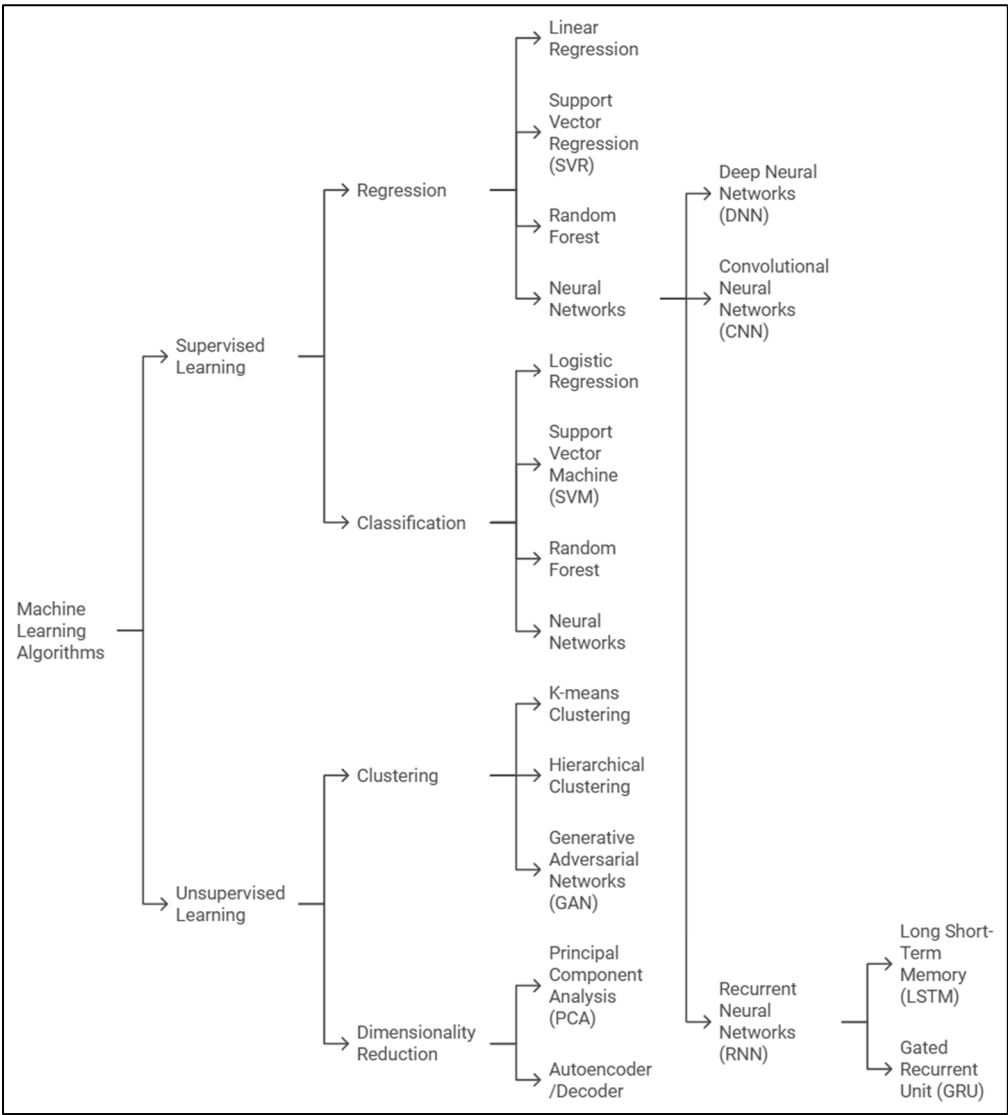 Machine
Learning
Algorithms
Supervised
Learning
Regression
Linear
Regression
Support
Vector
Regression
(SVR)
Random
Forest
Neural
Networks
Deep Neural
Networks
(DNN)
Convolutional
Neural
Networks
(CNN)
Recurrent
Neural
Networks
(RNN)
Long Short-
Term
Memory
(LSTM)
Gated
Recurrent
Unit (GRU)
Classification
Logistic
Regression
Support
Vector
Machine
(SVM)
Random
Forest
Neural
Networks
Unsupervised
Learning
Clustering
K-means
Clustering
Hierarchical
Clustering
Generative
Adversarial
Networks
(GAN)
Dimensionality
Reduction
Principal
Component
Analysis
(PCA)
Autoencoder
/Decoder